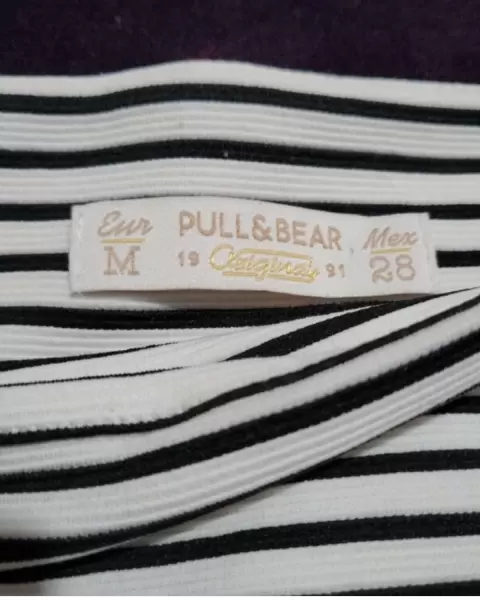 Eur
M
PULL&BEAR
19 Original 91
Mex
28